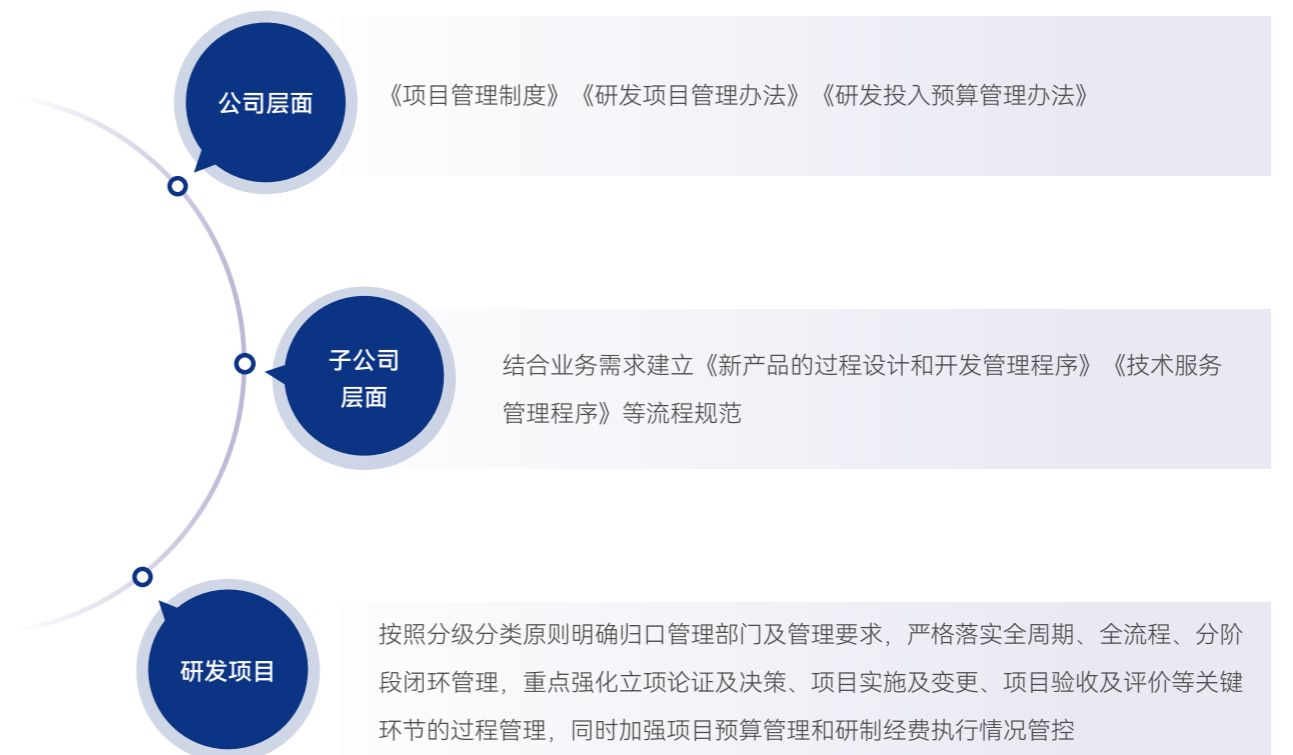 公司层面
《项目管理制度》《研发项目管理办法》《研发投入预算管理办法》
子公司
层面
结合业务需求建立《新产品的过程设计和开发管理程序》《技术服务
管理程序》等流程规范
研发项目
按照分级分类原则明确归口管理部门及管理要求，严格落实全周期、全流程、分阶
段闭环管理，重点强化立项论证及决策、项目实施及变更、项目验收及评价等关键
环节的过程管理，同时加强项目预算管理和研制经费执行情况管控